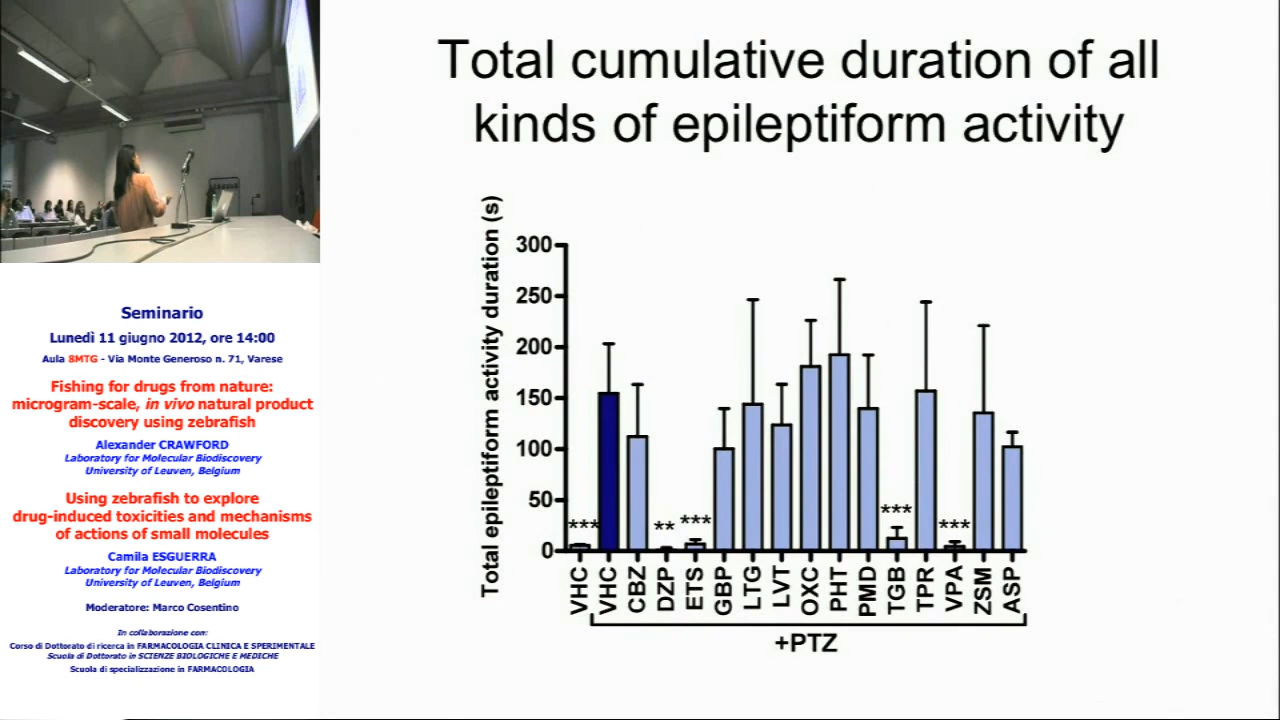 Total cumulative duration of all
kinds of epileptiform activity
Seminario
Lunedì 11 giugno 2012, ore 14:00
Aula 8MTG - Via Monte Generoso n. 71, Varese
Fishing for drugs from nature:
microgram-scale, in vivo natural product
discovery using zebrafish
Alexander CRAWFORD
Laboratory for Molecular Biodiscovery
University of Leuven, Belgium
Using zebrafish to explore
drug-induced toxicities and mechanisms
of actions of small molecules
Camila ESGUERRA
Laboratory for Molecular Biodiscovery
University of Leuven, Belgium
Moderatore: Marco Cosentino
In collaborazione con:
Corso di Dottorato di ricerca in FARMACOLOGIA CLINICA E SPERIMENTALE
Scuola di Dottorato in SCIENZE BIOLOGICHE E MEDICHE
Scuola di specializzazione in FARMACOLOGIA
Total epileptiform activity duration (s)
300
250
200
150
100
50
0
*** ** *** *** ***
VHC VHC CBZ DZP ETS GBP LTG LVT OXC PHT PMD TGB TPR VPA ZSM ASP
+PTZ